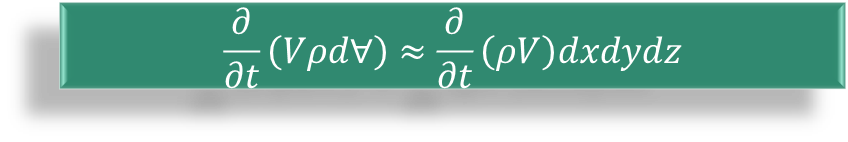 ∂/∂t (Vρd∀) ≈ ∂/∂t (ρV)dxdydz